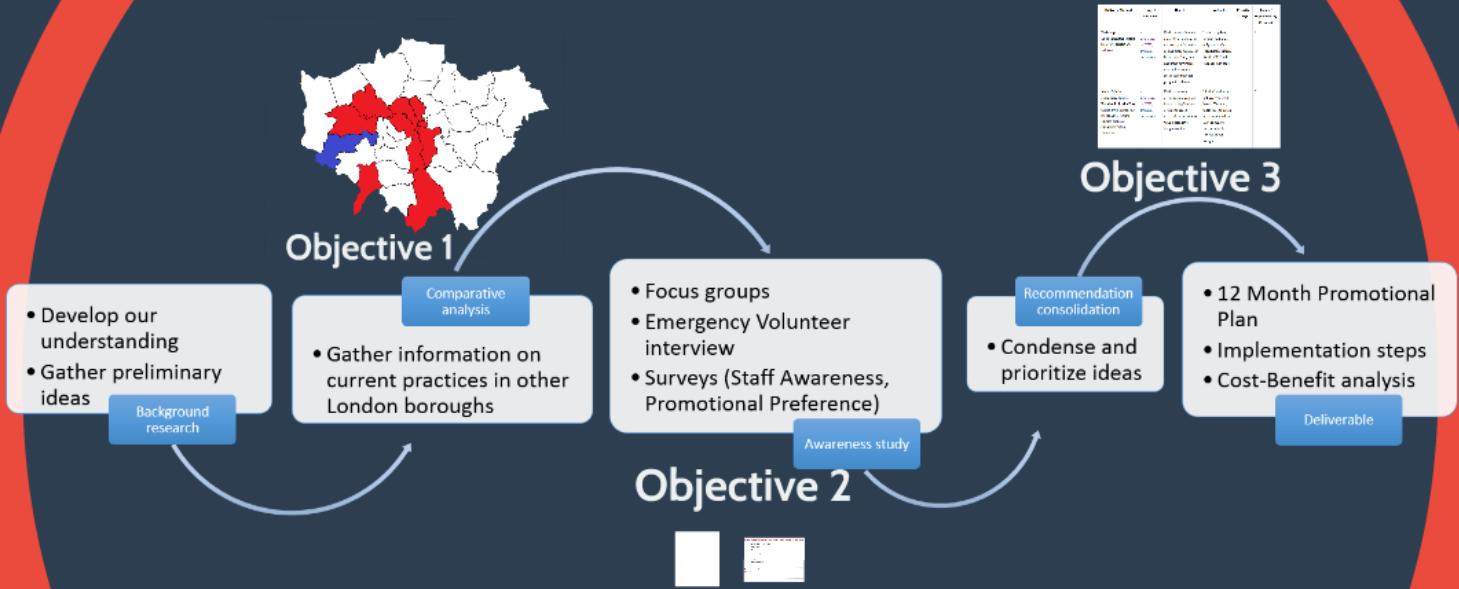 Objective 1
Objective 3
• Develop our
understanding
• Gather preliminary
ideas
Background
research
Comparative
analysis
• Gather information on
current practices in other
London boroughs
• Focus groups
• Emergency Volunteer
interview
• Surveys (Staff Awareness,
Promotional Preference)
Awareness study
Objective 2
Recommendation
consolidation
• Condense and
prioritize ideas
• 12 Month Promotional
Plan
• Implementation steps
• Cost-Benefit analysis
Deliverable